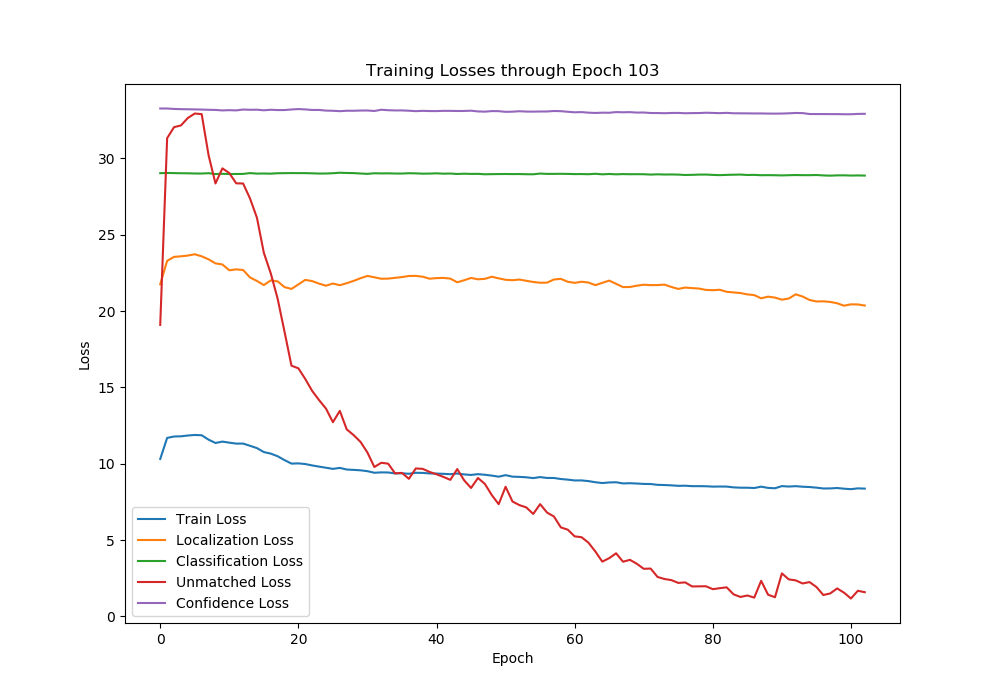 Training Losses through Epoch 103
Loss
30
25
20
15
10
5
0
Train Loss
Localization Loss
Classification Loss
Unmatched Loss
Confidence Loss
0 20 40 60 80 100
Epoch